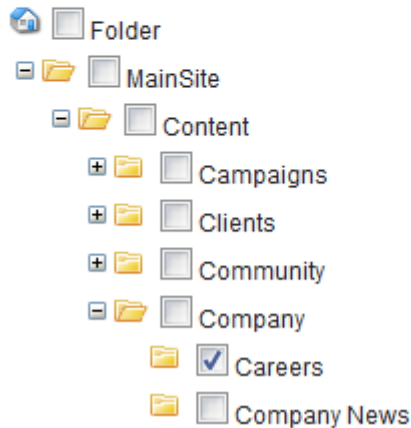 Folder
MainSite
Content
Campaigns
Clients
Community
Company
Careers
Company News